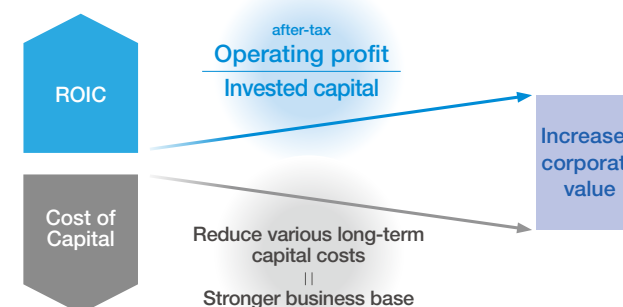 after-tax
Operating profit
Invested capital
ROIC
Increase
corporat
value
Cost of
Capital
Reduce various long-term
capital costs
||
Stronger business base